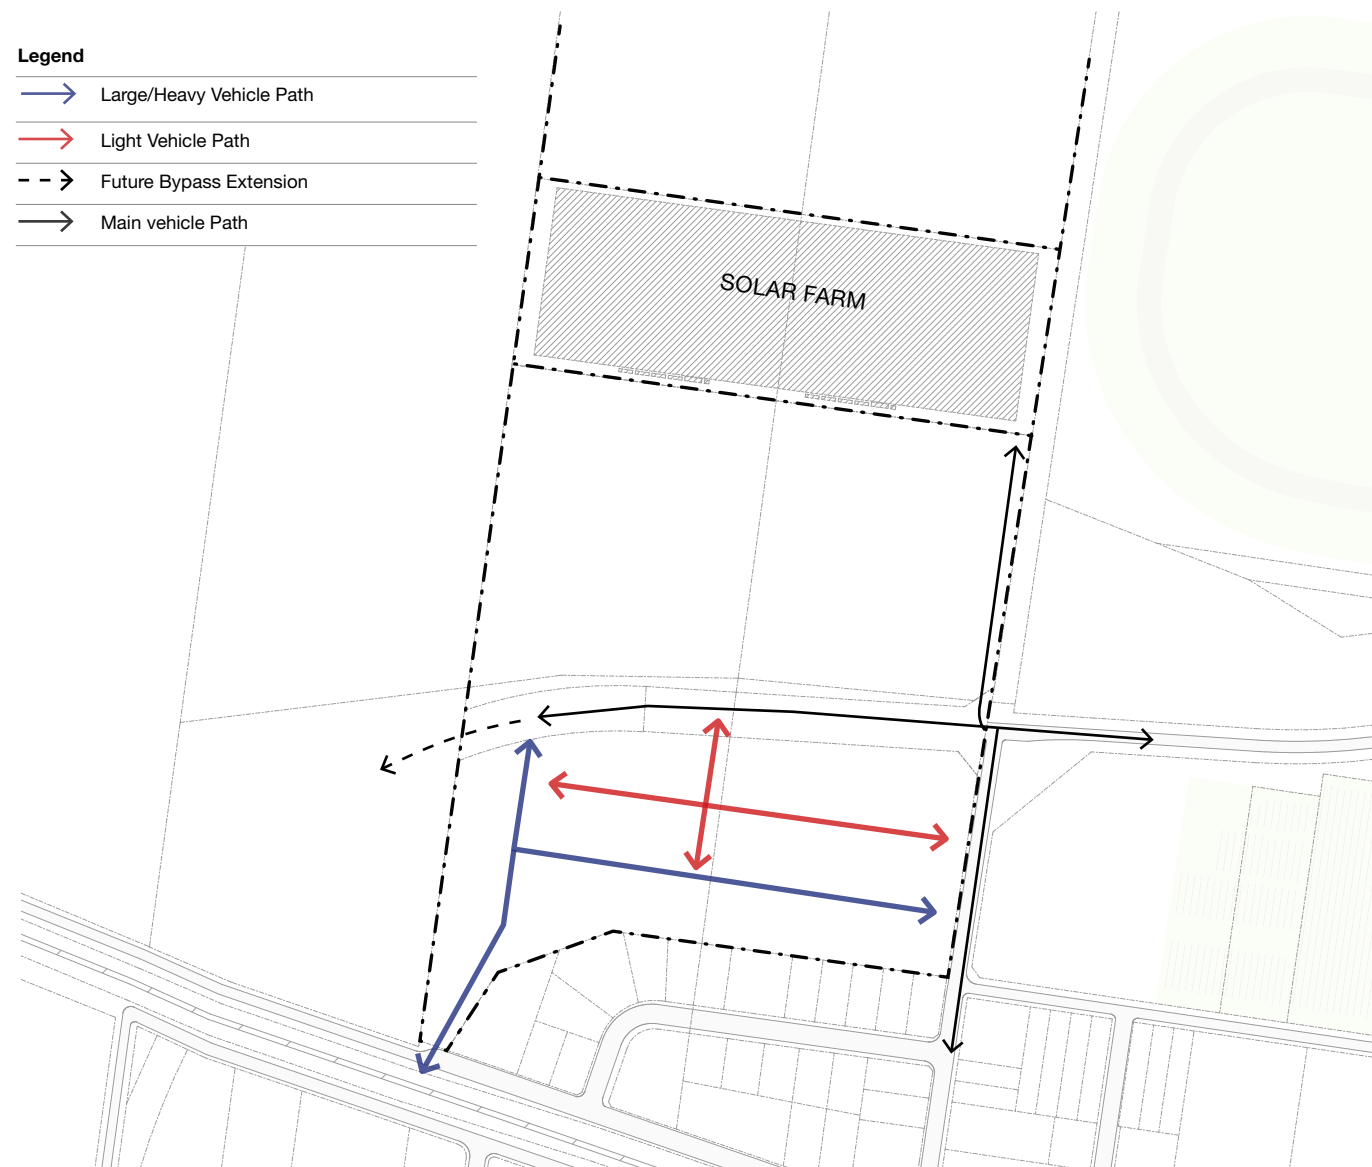 Legend
Large/Heavy Vehicle Path
Light Vehicle Path
Future Bypass Extension
Main vehicle Path
SOLAR FARM